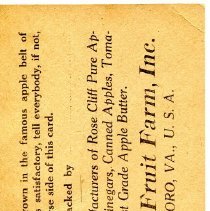 rown in the famous apple belt of
s satisfactory, tell everybody, if not,
rse side of this card.
acked by
facturers of Rose Cliff Pure Ap-
inegars, Canned Apples, Toma-
t Grade Apple Butter.
Fruit Farm, Inc.
ORO, VA., U. S. A.